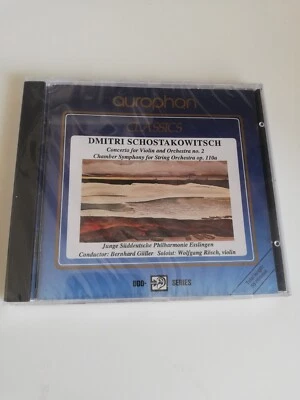 aurophon
CLASSICS
DMITRI SCHOSTAKOWITSCH
Concerto for Violin and Orchestra no. 2
Chamber Symphony for String Orchestra op. 110a
Junge Süddeutsche Philharmonie Esslingen
Conductor: Bernhard Güller Soloist: Wolfgang Rösch, violin
DDD- SERIES